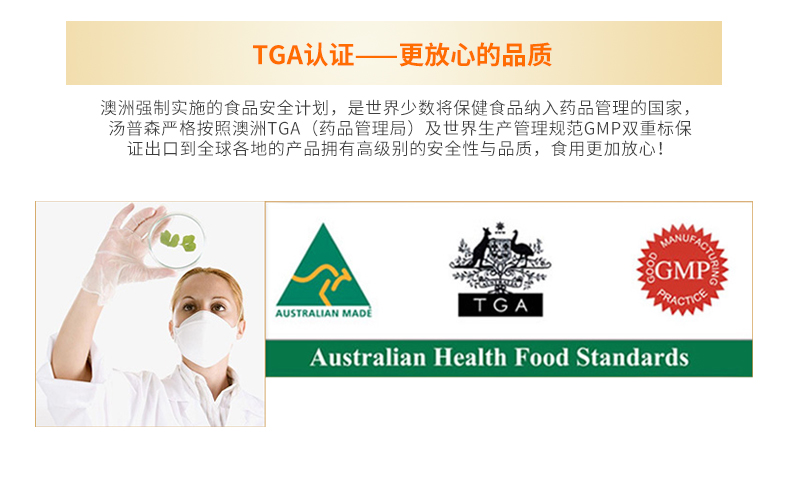 TGA认证——更放心的品质
澳洲强制实施的食品安全计划，是世界少数将保健食品纳入药品管理的国家，
汤普森严格按照澳洲TGA（药品管理局）及世界生产管理规范GMP双重标保
证出口到全球各地的产品拥有高级别的安全性与品质，食用更加放心！
AUSTRALIAN MADE
AUSTRALIA
TGA
GOOD MANUFACTURING
GMP
PRACTICE
Australian Health Food Standards